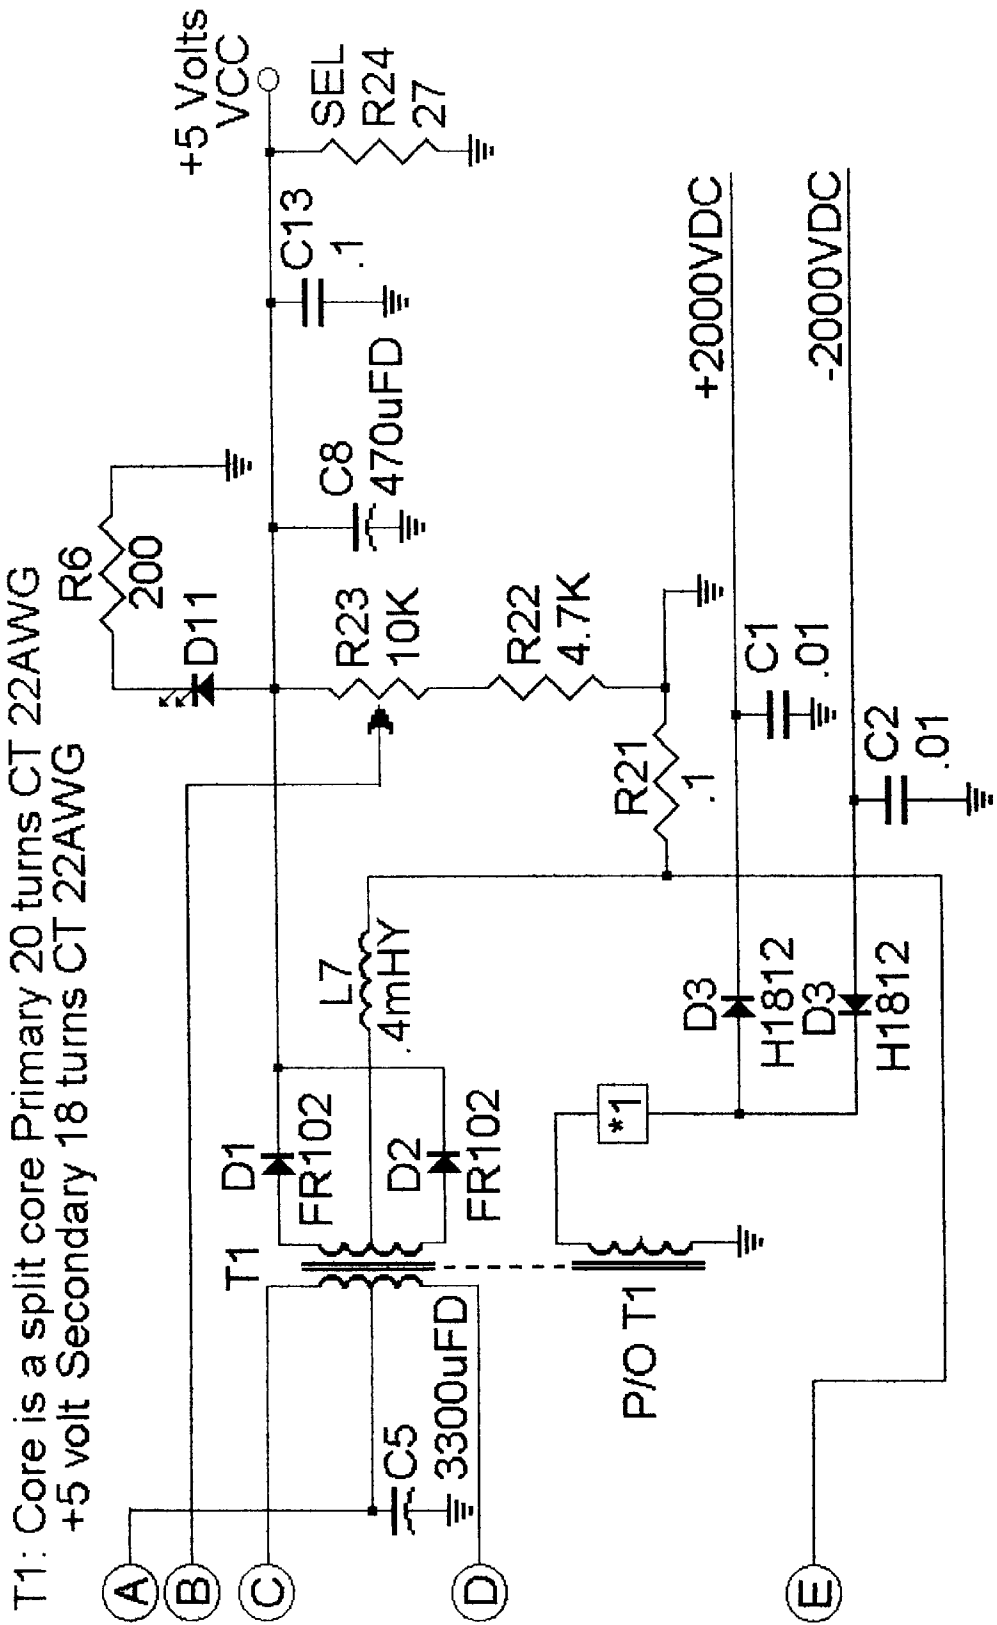 T1: Core is a split core Primary 20 turns CT 22AWG
+5 volt Secondary 18 turns CT 22AWG
R6
200
D11
+5 Volts
VCC
A
B
C
D
E
T1
D1
FR102
D2
FR102
L7
.4mHY
R23
10K
R22
4.7K
C8
470uFD
C13
.1
SEL
R24
27
C5
3300uFD
R21
.1
P/O T1
*1
D3
H1812
D3
H1812
C1
.01
C2
.01
+2000VDC
-2000VDC